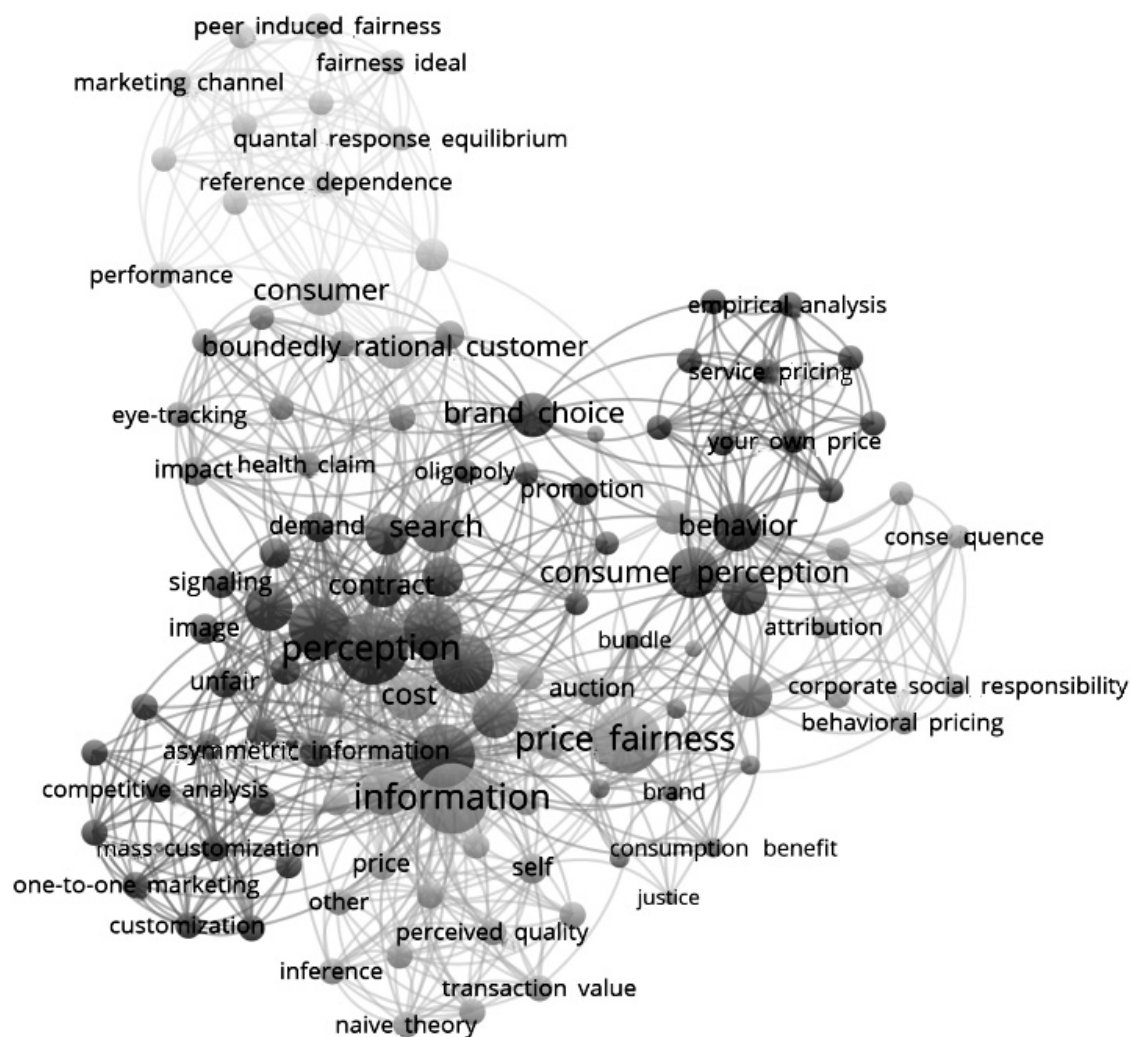 peer induced fairness
fairness ideal
marketing channel
quantal response equilibrium
reference dependence
performance
consumer
empirical analysis
boundedly rational customer
service pricing
eye-tracking
brand choice
your own price
impact
health claim
oligopoly
promotion
demand
search
behavior
conse quence
signaling
contract
consumer perception
image
perception
bundle
attribution
unfair
cost
auction
corporate social responsibility
behavioral pricing
asymmetric information
price fairness
competitive analysis
information
brand
mass customization
price
self
consumption benefit
one-to-one marketing
other
justice
customization
perceived quality
inference
transaction value
naive theory